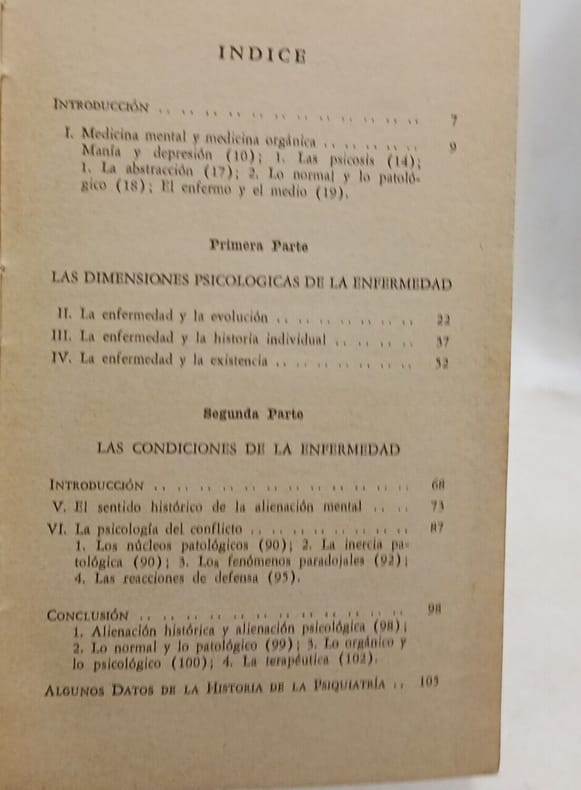 INDICE
INTRODUCCIÓN .. .. .. .. .. .. .. .. .. .. .. .. 7
I. Medicina mental y medicina orgánica .. .. .. .. .. 9
Manía y depresión (10); 1. Las psicosis (14);
1. La abstracción (17); 2. Lo normal y lo patoló-
gico (18); El enfermo y el medio (19).
Primera Parte
LAS DIMENSIONES PSICOLOGICAS DE LA ENFERMEDAD
II. La enfermedad y la evolución .. .. .. .. .. .. .. 22
III. La enfermedad y la historia individual .. .. .. .. 37
IV. La enfermedad y la existencia .. .. .. .. .. .. .. 52
Segunda Parte
LAS CONDICIONES DE LA ENFERMEDAD
INTRODUCCIÓN .. .. .. .. .. .. .. .. .. .. .. .. 68
V. El sentido histórico de la alienación mental .. .. 73
VI. La psicología del conflicto .. .. .. .. .. .. .. .. 87
1. Los núcleos patológicos (90); 2. La inercia pa-
tológica (90); 3. Los fenómenos paradojales (92);
4. Las reacciones de defensa (95).
CONCLUSIÓN .. .. .. .. .. .. .. .. .. .. .. .. 98
1. Alienación histórica y alienación psicológica (98);
2. Lo normal y lo patológico (99); 3. Lo orgánico y
lo psicológico (100); 4. La terapéutica (102).
ALGUNOS DATOS DE LA HISTORIA DE LA PSIQUIATRÍA .. 103